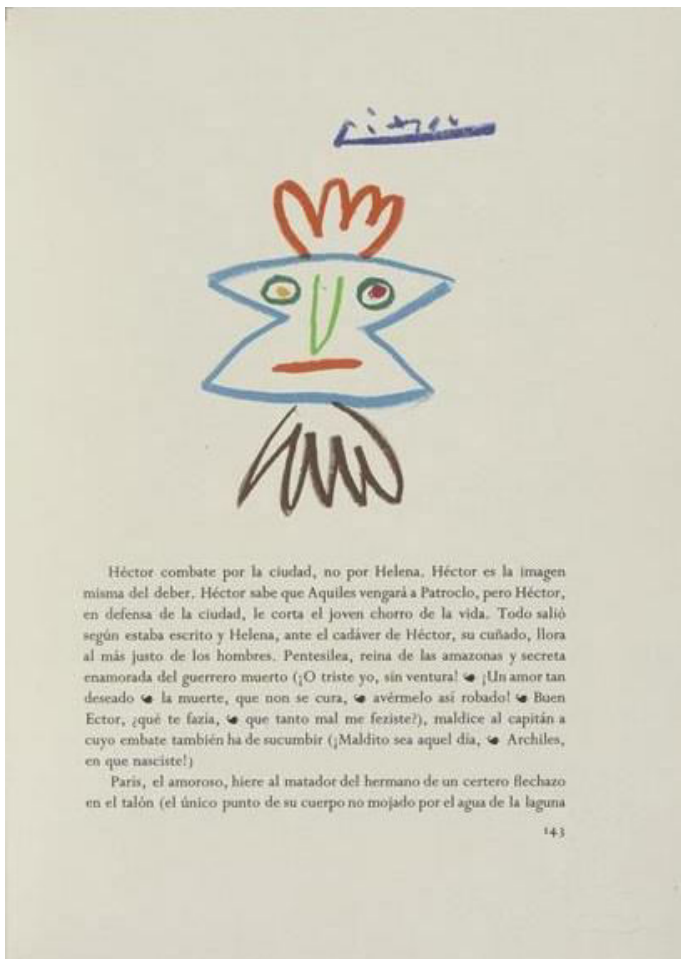 Picasso
Héctor combate por la ciudad, no por Helena. Héctor es la imagen
misma del deber. Héctor sabe que Aquiles vengará a Patroclo, pero Héctor,
en defensa de la ciudad, le corta el joven chorro de la vida. Todo salió
según estaba escrito y Helena, ante el cadáver de Héctor, su cuñado, llora
al más justo de los hombres. Pentesilea, reina de las amazonas y secreta
enamorada del guerrero muerto (¡O triste yo, sin ventura! ❧ ¡Un amor tan
deseado ❧ la muerte, que non se cura, ❧ avérmelo así robado! ❧ Buen
Ector, ¿qué te fazia, ❧ que tanto mal me feziste?), maldice al capitán a
cuyo embate también ha de sucumbir (¡Maldito sea aquel día, ❧ Archiles,
en que nasciste!)
Paris, el amoroso, hiere al matador del hermano de un certero flechazo
en el talón (el único punto de su cuerpo no mojado por el agua de la laguna
143